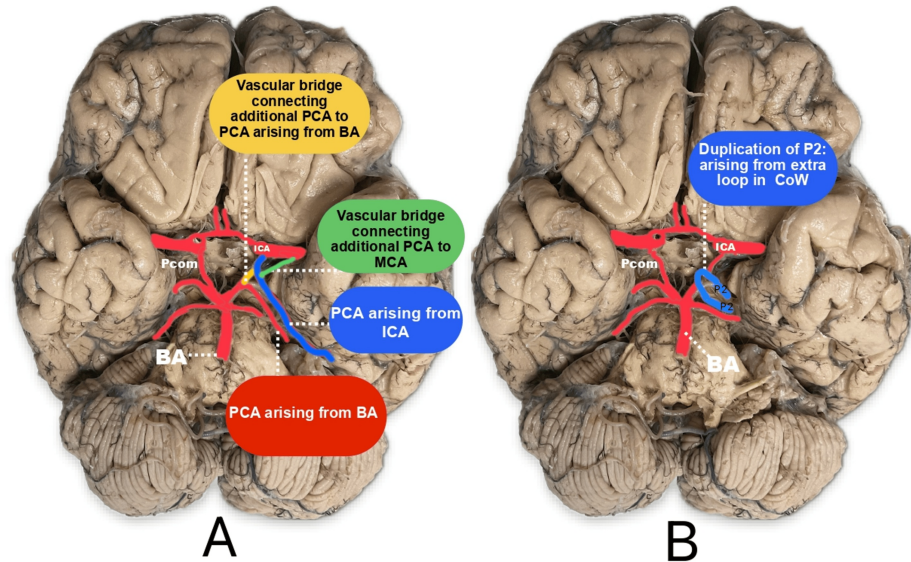 Vascular bridge
connecting
additional PCA to
PCA arising from BA
Vascular bridge
connecting
additional PCA to
MCA
ICA
Pcom
PCA arising from
ICA
BA
PCA arising from BA
A
Duplication of P2:
arising from extra
loop in CoW
ICA
Pcom
P2
P2
BA
B